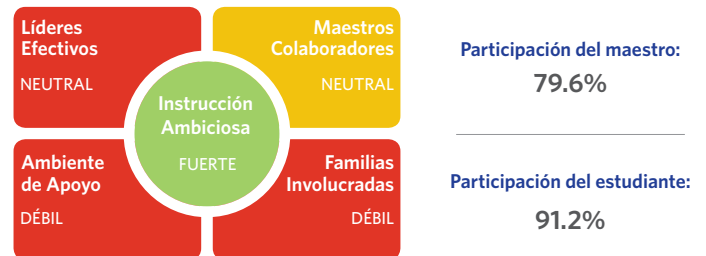 Líderes
Efectivos
NEUTRAL
Maestros
Colaboradores
NEUTRAL
Instrucción
Ambiciosa
FUERTE
Ambiente
de Apoyo
DÉBIL
Familias
Involucradas
DÉBIL
Participación del maestro:
79.6%
Participación del estudiante:
91.2%